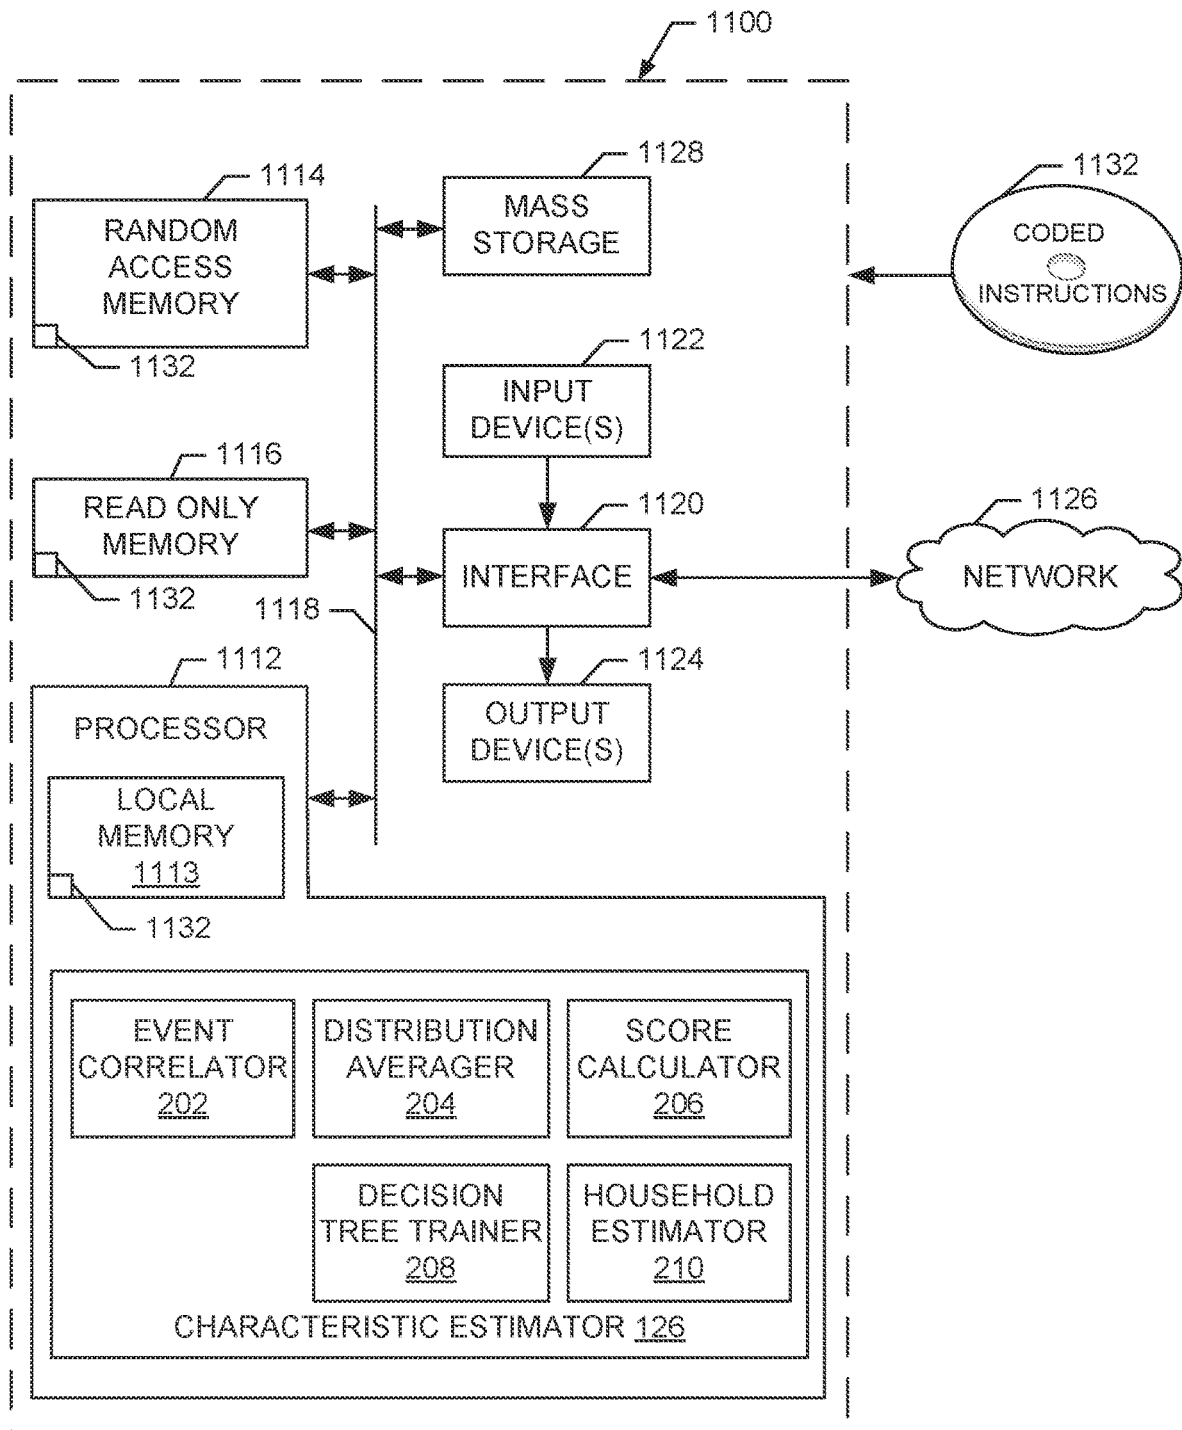 1100
1114
RANDOM
ACCESS
MEMORY
1132
1128
MASS
STORAGE
1132
CODED
INSTRUCTIONS
1122
INPUT
DEVICE(S)
1116
READ ONLY
MEMORY
1132
1120
INTERFACE
1126
NETWORK
1118
1124
OUTPUT
DEVICE(S)
1112
PROCESSOR
LOCAL
MEMORY
1113
1132
EVENT
CORRELATOR
202
DISTRIBUTION
AVERAGER
204
SCORE
CALCULATOR
206
DECISION
TREE TRAINER
208
HOUSEHOLD
ESTIMATOR
210
CHARACTERISTIC ESTIMATOR 126